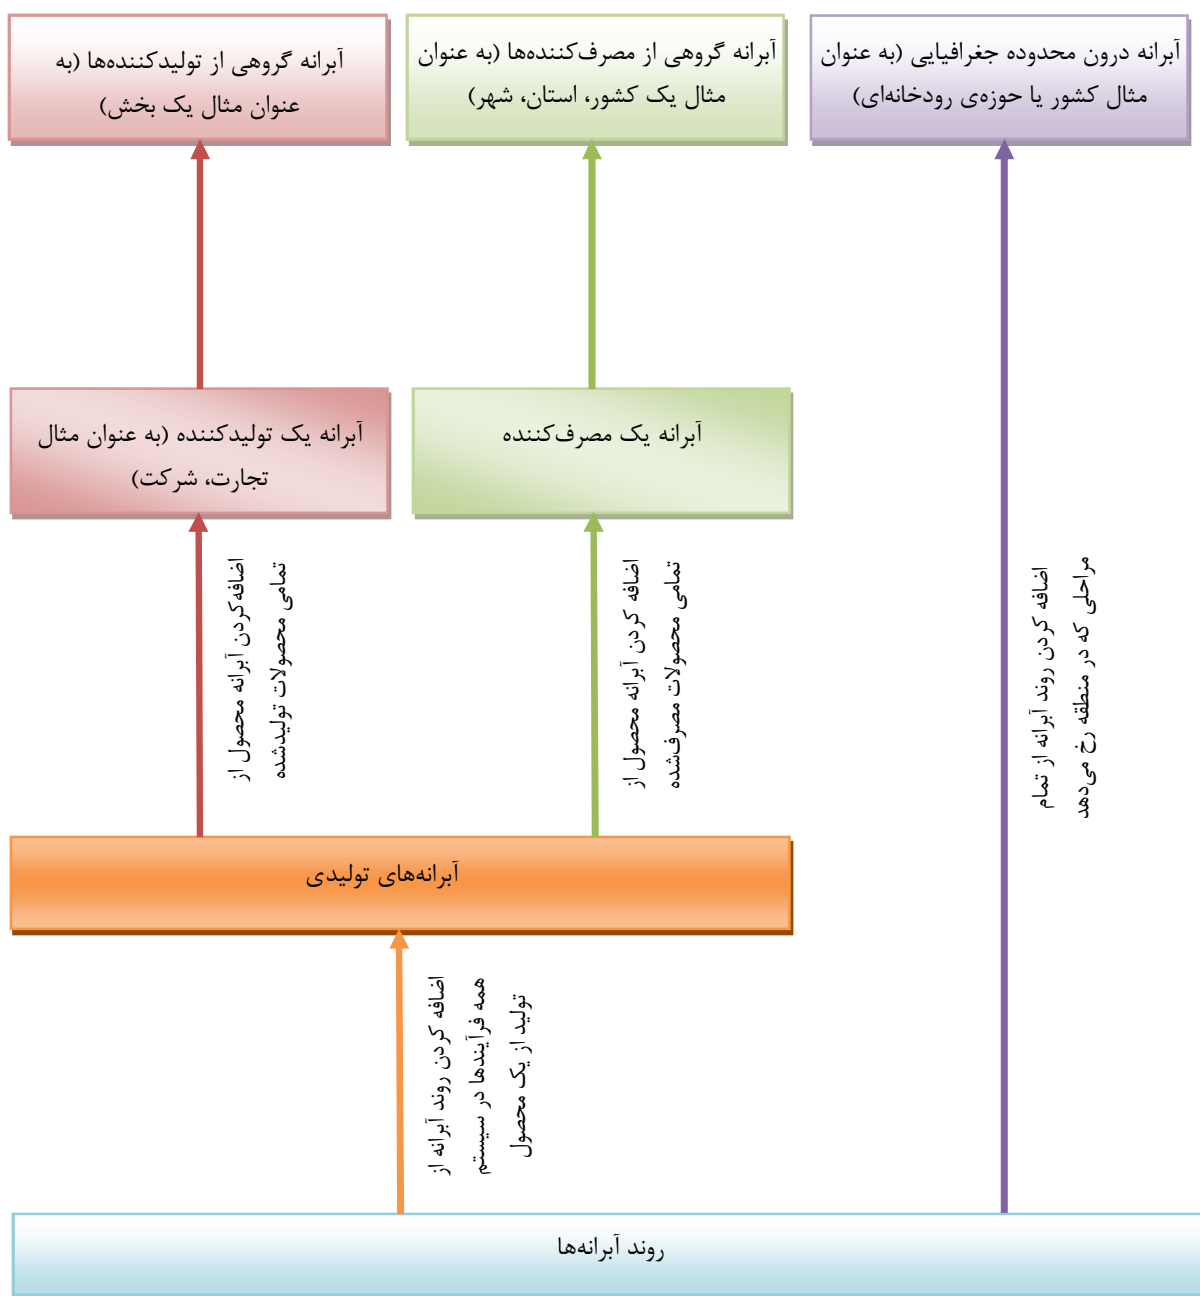 آبرانه درون محدوده جغرافیایی (به عنوان
مثال کشور یا حوزه‌ی رودخانه‌ای)
آبرانه گروهی از مصرف‌کننده‌ها (به عنوان
مثال یک کشور، استان، شهر)
آبرانه گروهی از تولیدکننده‌ها (به
عنوان مثال یک بخش)
آبرانه یک مصرف‌کننده
آبرانه یک تولیدکننده (به عنوان مثال
تجارت، شرکت)
اضافه کردن روند آبرانه از تمام
مراحلی که در منطقه رخ می‌دهد
اضافه کردن آبرانه محصول از
تمامی محصولات مصرف‌شده
اضافه‌کردن آبرانه محصول از
تمامی محصولات تولیدشده
آبرانه‌های تولیدی
اضافه کردن روند آبرانه از
همه فرآیندها در سیستم
تولید از یک محصول
روند آبرانه‌ها